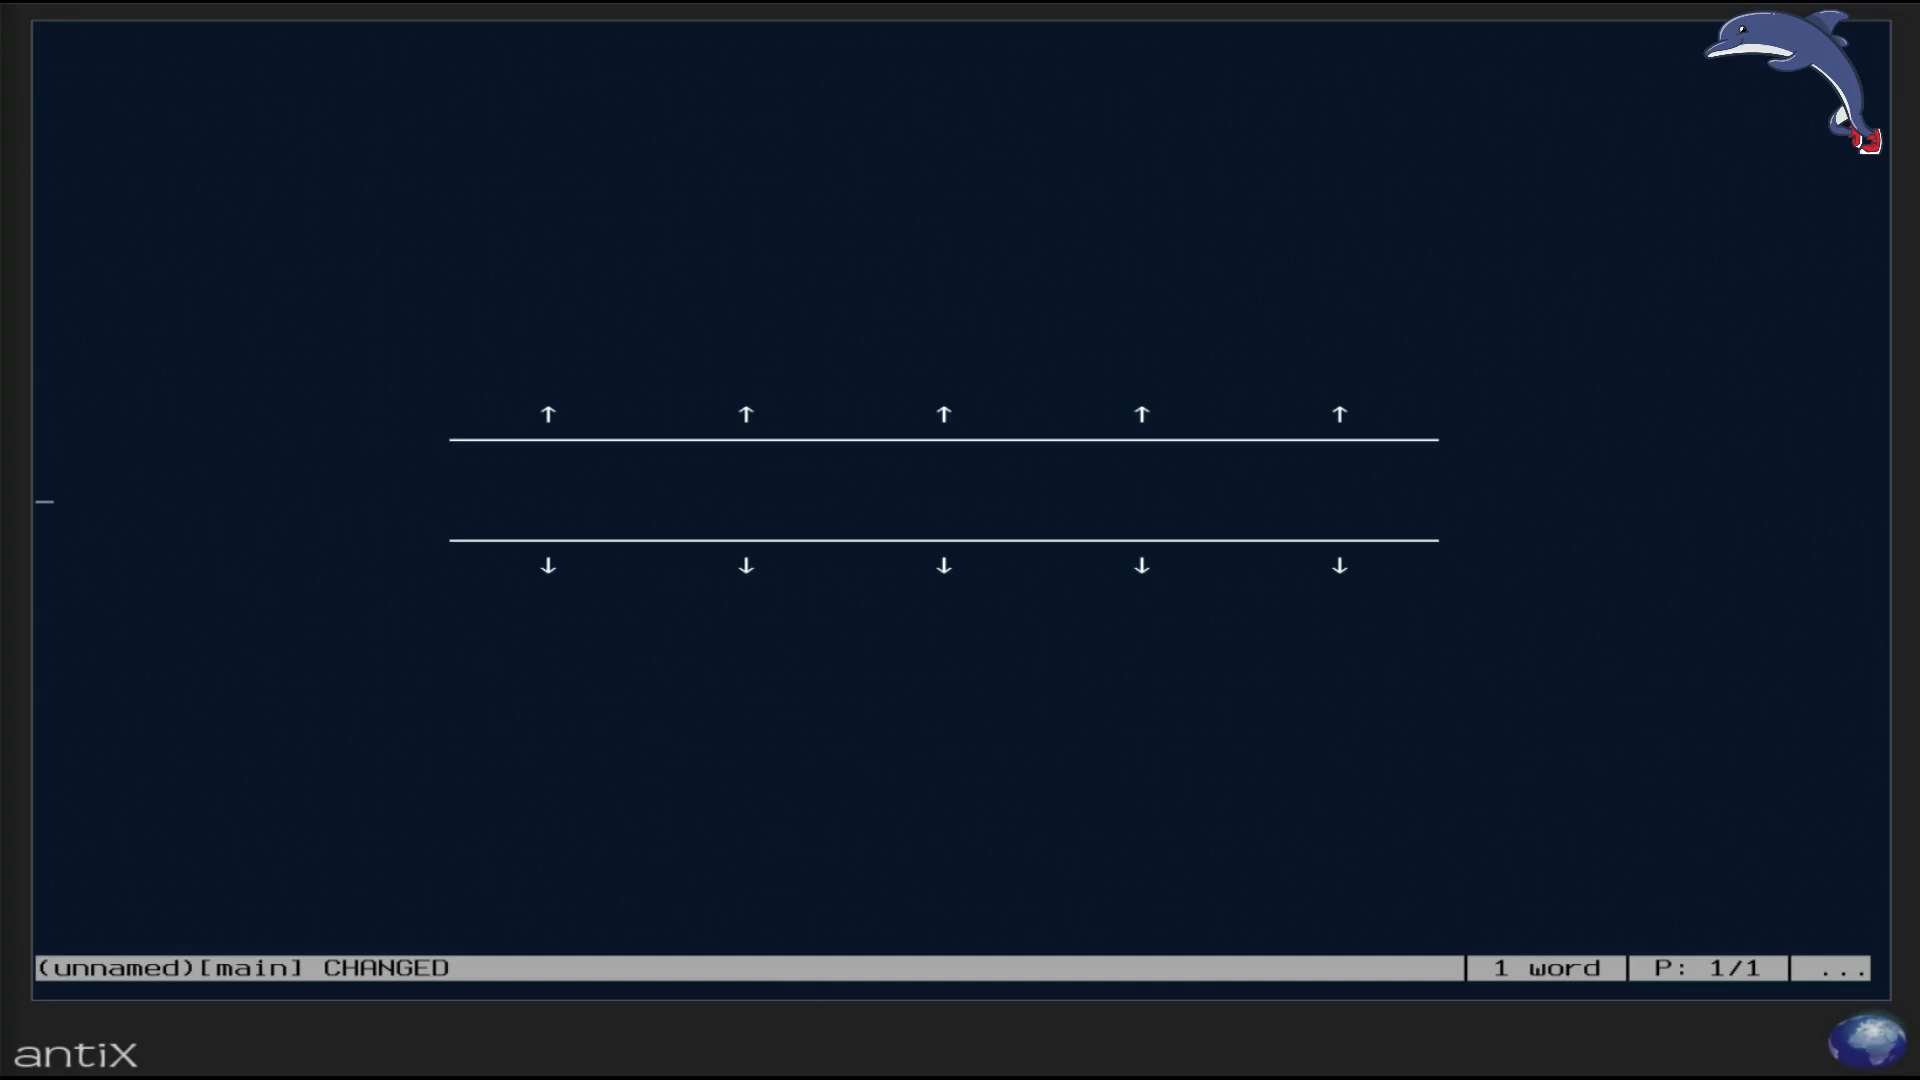 ↑ ↑ ↑ ↑ ↑
↓ ↓ ↓ ↓ ↓
(unnamed)[main] CHANGED 1 word P: 1/1 ...
antiX